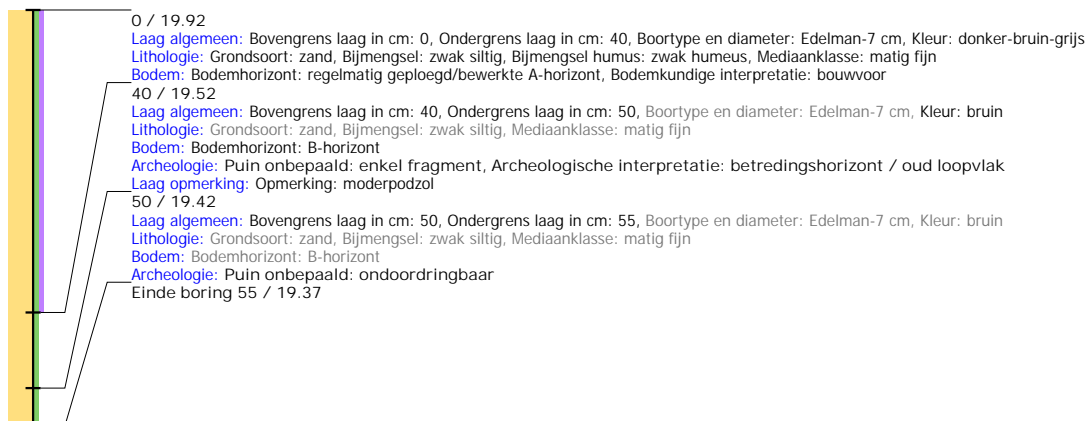 0 / 19.92
Laag algemeen: Bovengrens laag in cm: 0, Ondergrens laag in cm: 40, Boortype en diameter: Edelman-7 cm, Kleur: donker-bruin-grijs
Lithologie: Grondsoort: zand, Bijmengsel: zwak siltig, Bijmengsel humus: zwak humeus, Mediaanklasse: matig fijn
Bodem: Bodemhorizont: regelmatig geploegd/bewerkte A-horizont, Bodemkundige interpretatie: bouwvoor
40 / 19.52
Laag algemeen: Bovengrens laag in cm: 40, Ondergrens laag in cm: 50, Boortype en diameter: Edelman-7 cm, Kleur: bruin
Lithologie: Grondsoort: zand, Bijmengsel: zwak siltig, Mediaanklasse: matig fijn
Bodem: Bodemhorizont: B-horizont
Archeologie: Puin onbepaald: enkel fragment, Archeologische interpretatie: betredingshorizont / oud loopvlak
Laag opmerking: Opmerking: moderpodzol
50 / 19.42
Laag algemeen: Bovengrens laag in cm: 50, Ondergrens laag in cm: 55, Boortype en diameter: Edelman-7 cm, Kleur: bruin
Lithologie: Grondsoort: zand, Bijmengsel: zwak siltig, Mediaanklasse: matig fijn
Bodem: Bodemhorizont: B-horizont
Archeologie: Puin onbepaald: ondoordringbaar
Einde boring 55 / 19.37